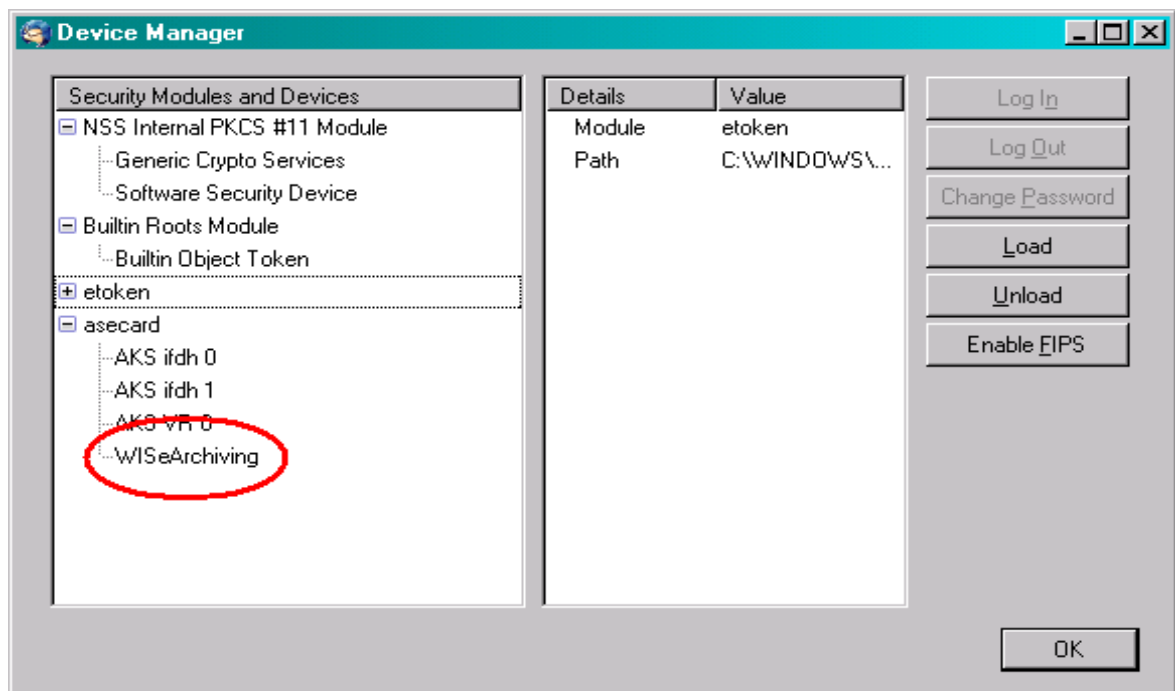 Device Manager
Security Modules and Devices
NSS Internal PKCS #11 Module
Generic Crypto Services
Software Security Device
Builtin Roots Module
Builtin Object Token
etoken
asecard
AKS ifdh 0
AKS ifdh 1
AKS VR 0
WISeArchiving
Details Value
Module etoken
Path C:\WINDOWS\...
Log In
Log Out
Change Password
Load
Unload
Enable FIPS
OK